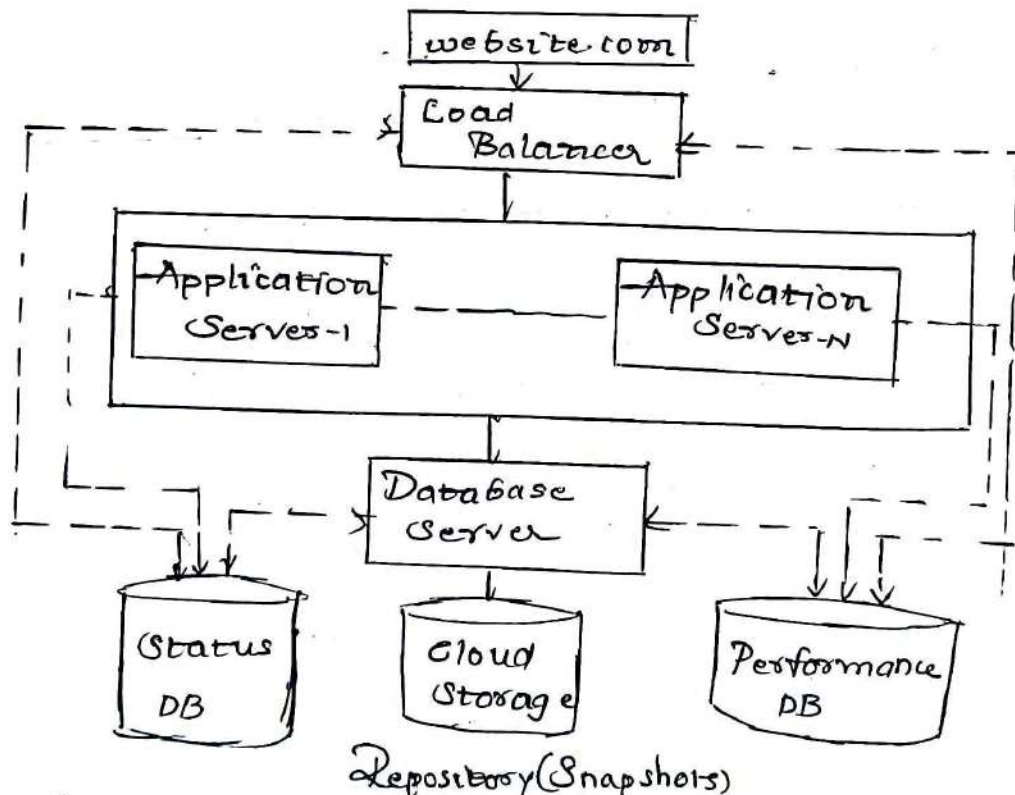 website.com
Load
Balancer
Application
Server-1
Application
Server-N
Database
Server
Status
DB
Cloud
Storage
Performance
DB
Repository(Snapshots)